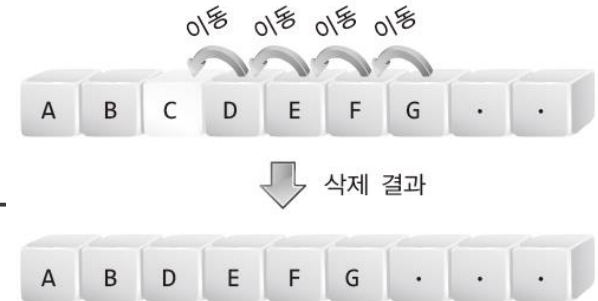 이동 이동 이동 이동
A B C D E F G · ·
삭제 결과
A B D E F G · · ·